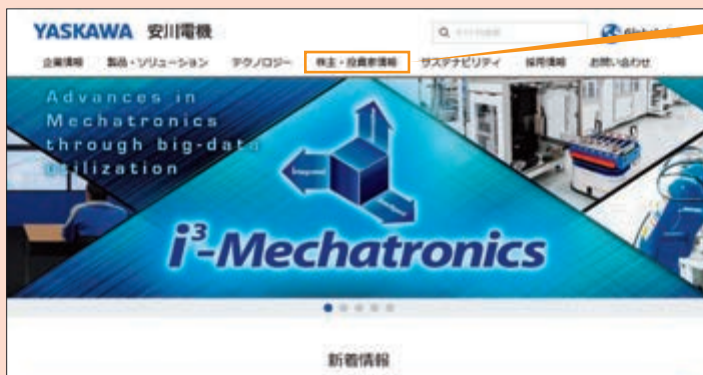 YASKAWA 安川電機
企業情報 製品・ソリューション テクノロジー 株主・投資家情報 サステナビリティ 採用情報 お問い合わせ
Advances in
Mechatronics
through big-data
utilization
i³-Mechatronics
新着情報